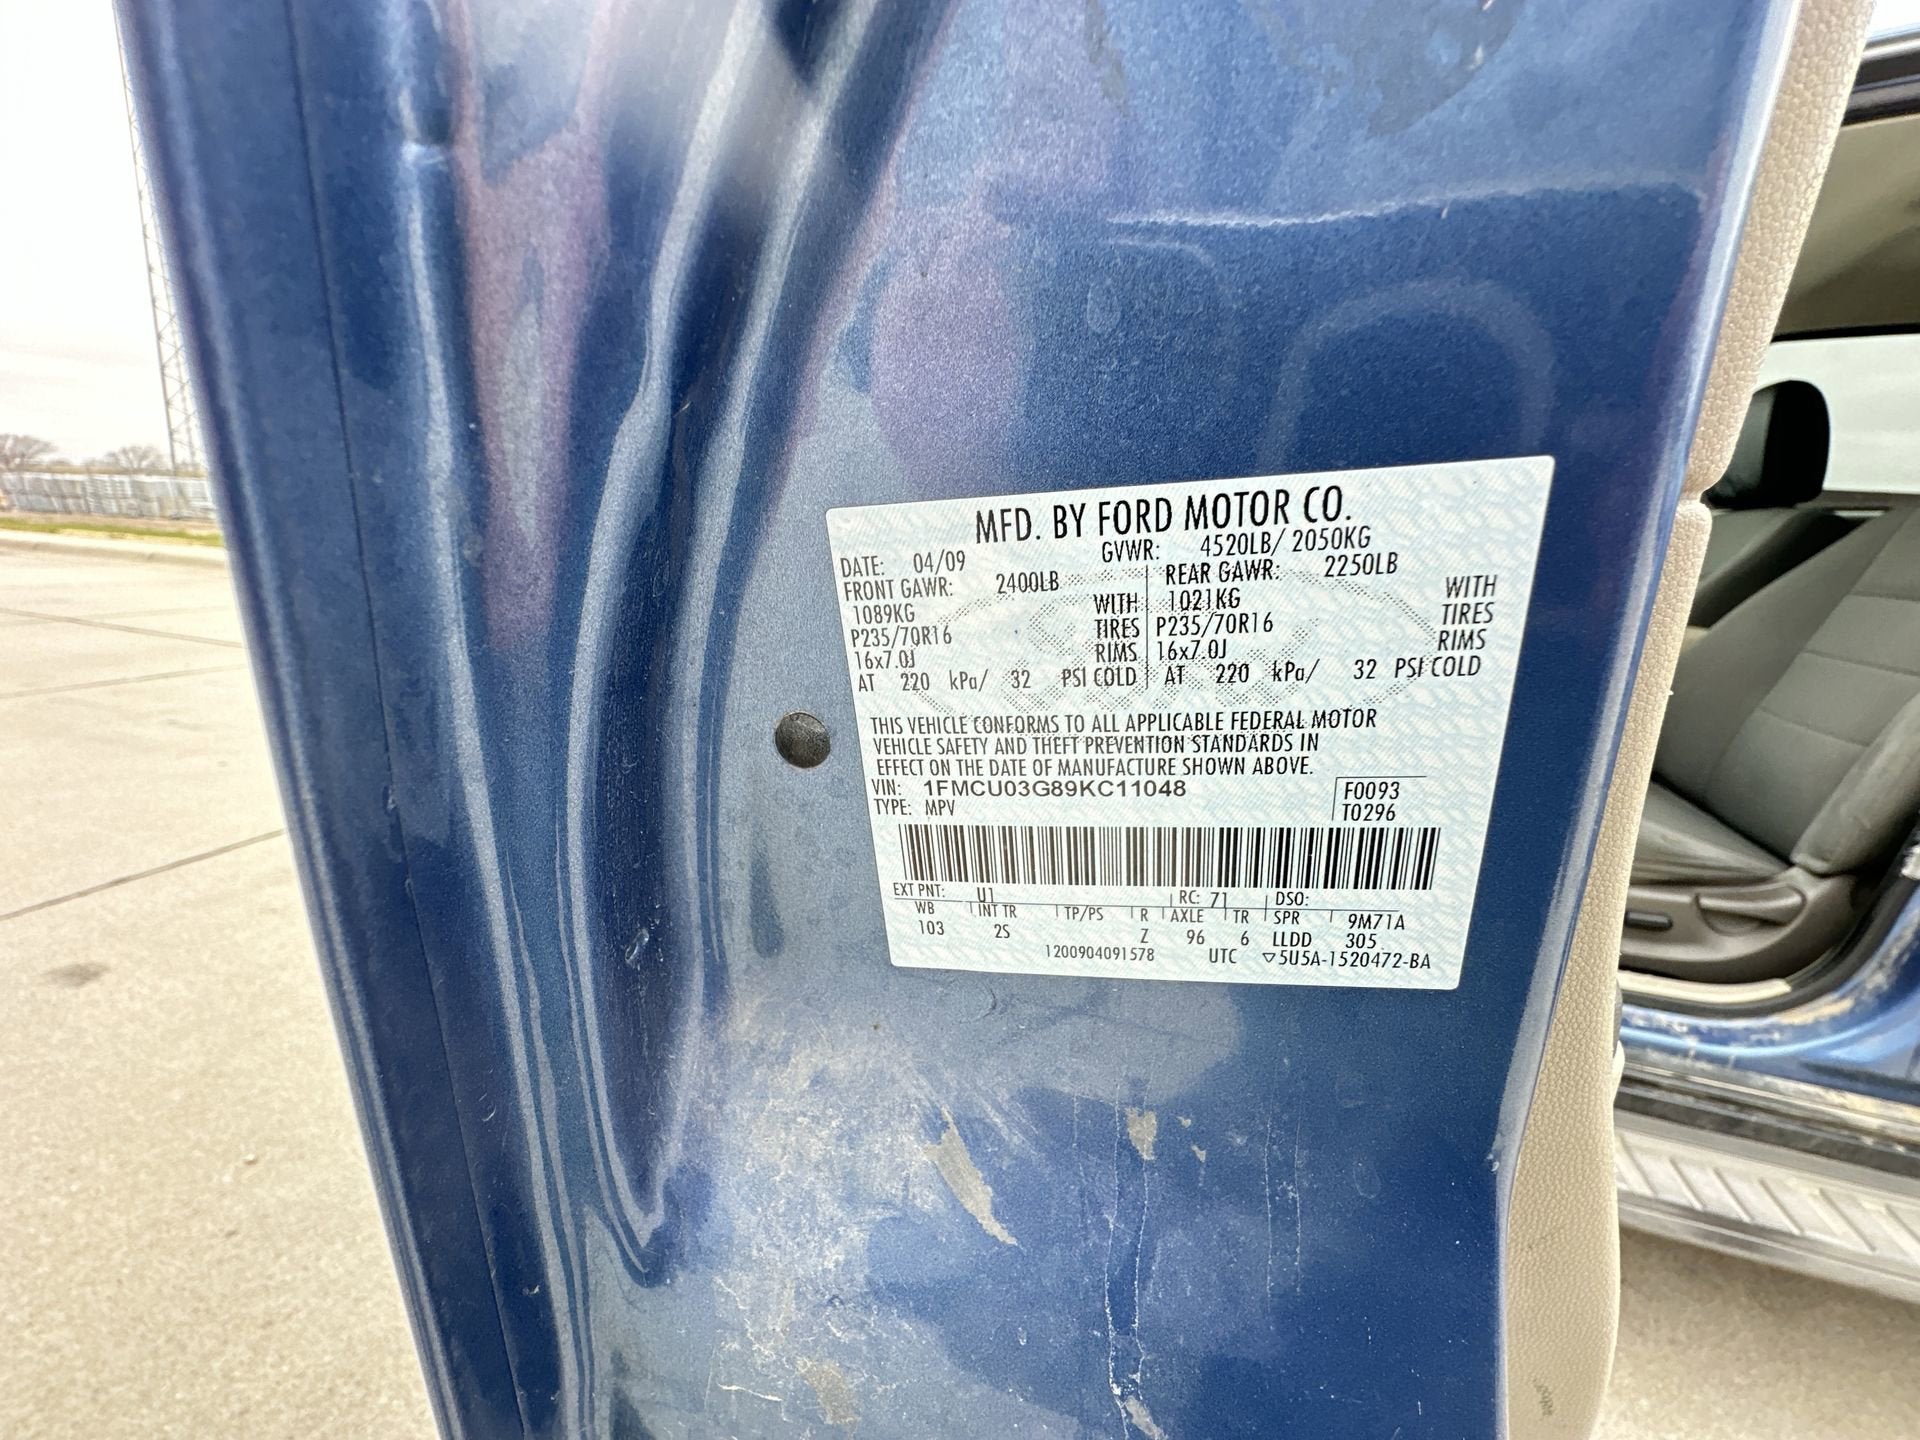 MFD. BY FORD MOTOR CO.
DATE: 04/09 GVWR: 4520LB/ 2050KG
FRONT GAWR: 2400LB REAR GAWR: 2250LB
1089KG WITH 1021KG WITH
P235/70R16 TIRES P235/70R16 TIRES
16x7.0J RIMS 16x7.0J RIMS
AT 220 kPa/ 32 PSI COLD AT 220 kPa/ 32 PSI COLD
THIS VEHICLE CONFORMS TO ALL APPLICABLE FEDERAL MOTOR
VEHICLE SAFETY AND THEFT PREVENTION STANDARDS IN
EFFECT ON THE DATE OF MANUFACTURE SHOWN ABOVE.
VIN: 1FMCU03G89KC11048 F0093
TYPE: MPV T0296
EXT PNT: U1 RC: 71 DSO:
WB INT TR TP/PS R AXLE TR SPR 9M71A
103 2S Z 96 6 LLDD 305
1200904091578 UTC ▽5U5A-1520472-BA